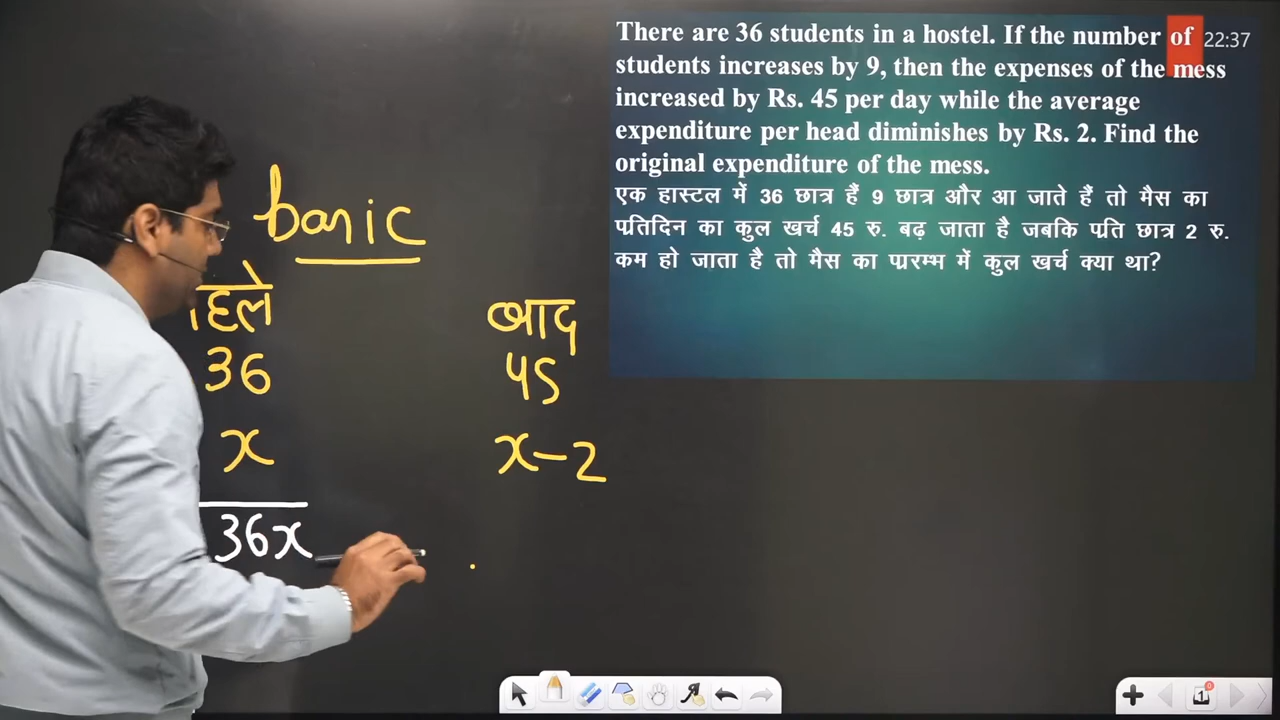 There are 36 students in a hostel. If the number of
students increases by 9, then the expenses of the mess
increased by Rs. 45 per day while the average
expenditure per head diminishes by Rs. 2. Find the
original expenditure of the mess.
एक हास्टल में 36 छात्र हैं 9 छात्र और आ जाते हैं तो मैस का
प्रतिदिन का कुल खर्च 45 रु. बढ़ जाता है जबकि प्रति छात्र 2 रु.
कम हो जाता है तो मैस का प्रारम्भ में कुल खर्च क्या था?
22:37
basic
हिले बाद
36 45
x x-2
36x
1